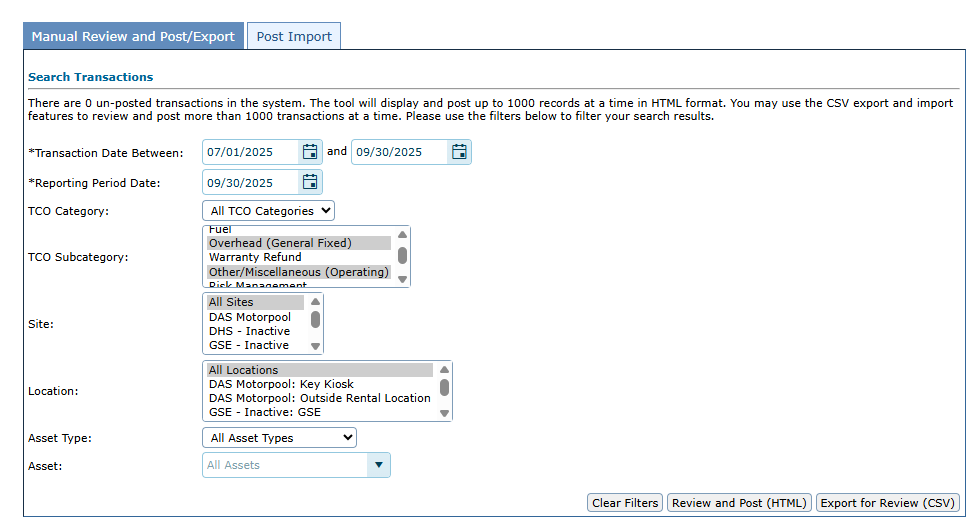 Manual Review and Post/Export
Post Import
Search Transactions
There are 0 un-posted transactions in the system. The tool will display and post up to 1000 records at a time in HTML format. You may use the CSV export and import
features to review and post more than 1000 transactions at a time. Please use the filters below to filter your search results.
*Transaction Date Between: 07/01/2025 and 09/30/2025
*Reporting Period Date: 09/30/2025
TCO Category: All TCO Categories
TCO Subcategory:
Fuel
Overhead (General Fixed)
Warranty Refund
Other/Miscellaneous (Operating)
Risk Management
Site:
All Sites
DAS Motorpool
DHS - Inactive
GSE - Inactive
Location:
All Locations
DAS Motorpool: Key Kiosk
DAS Motorpool: Outside Rental Location
GSE - Inactive: GSE
Asset Type: All Asset Types
Asset: All Assets
Clear Filters Review and Post (HTML) Export for Review (CSV)